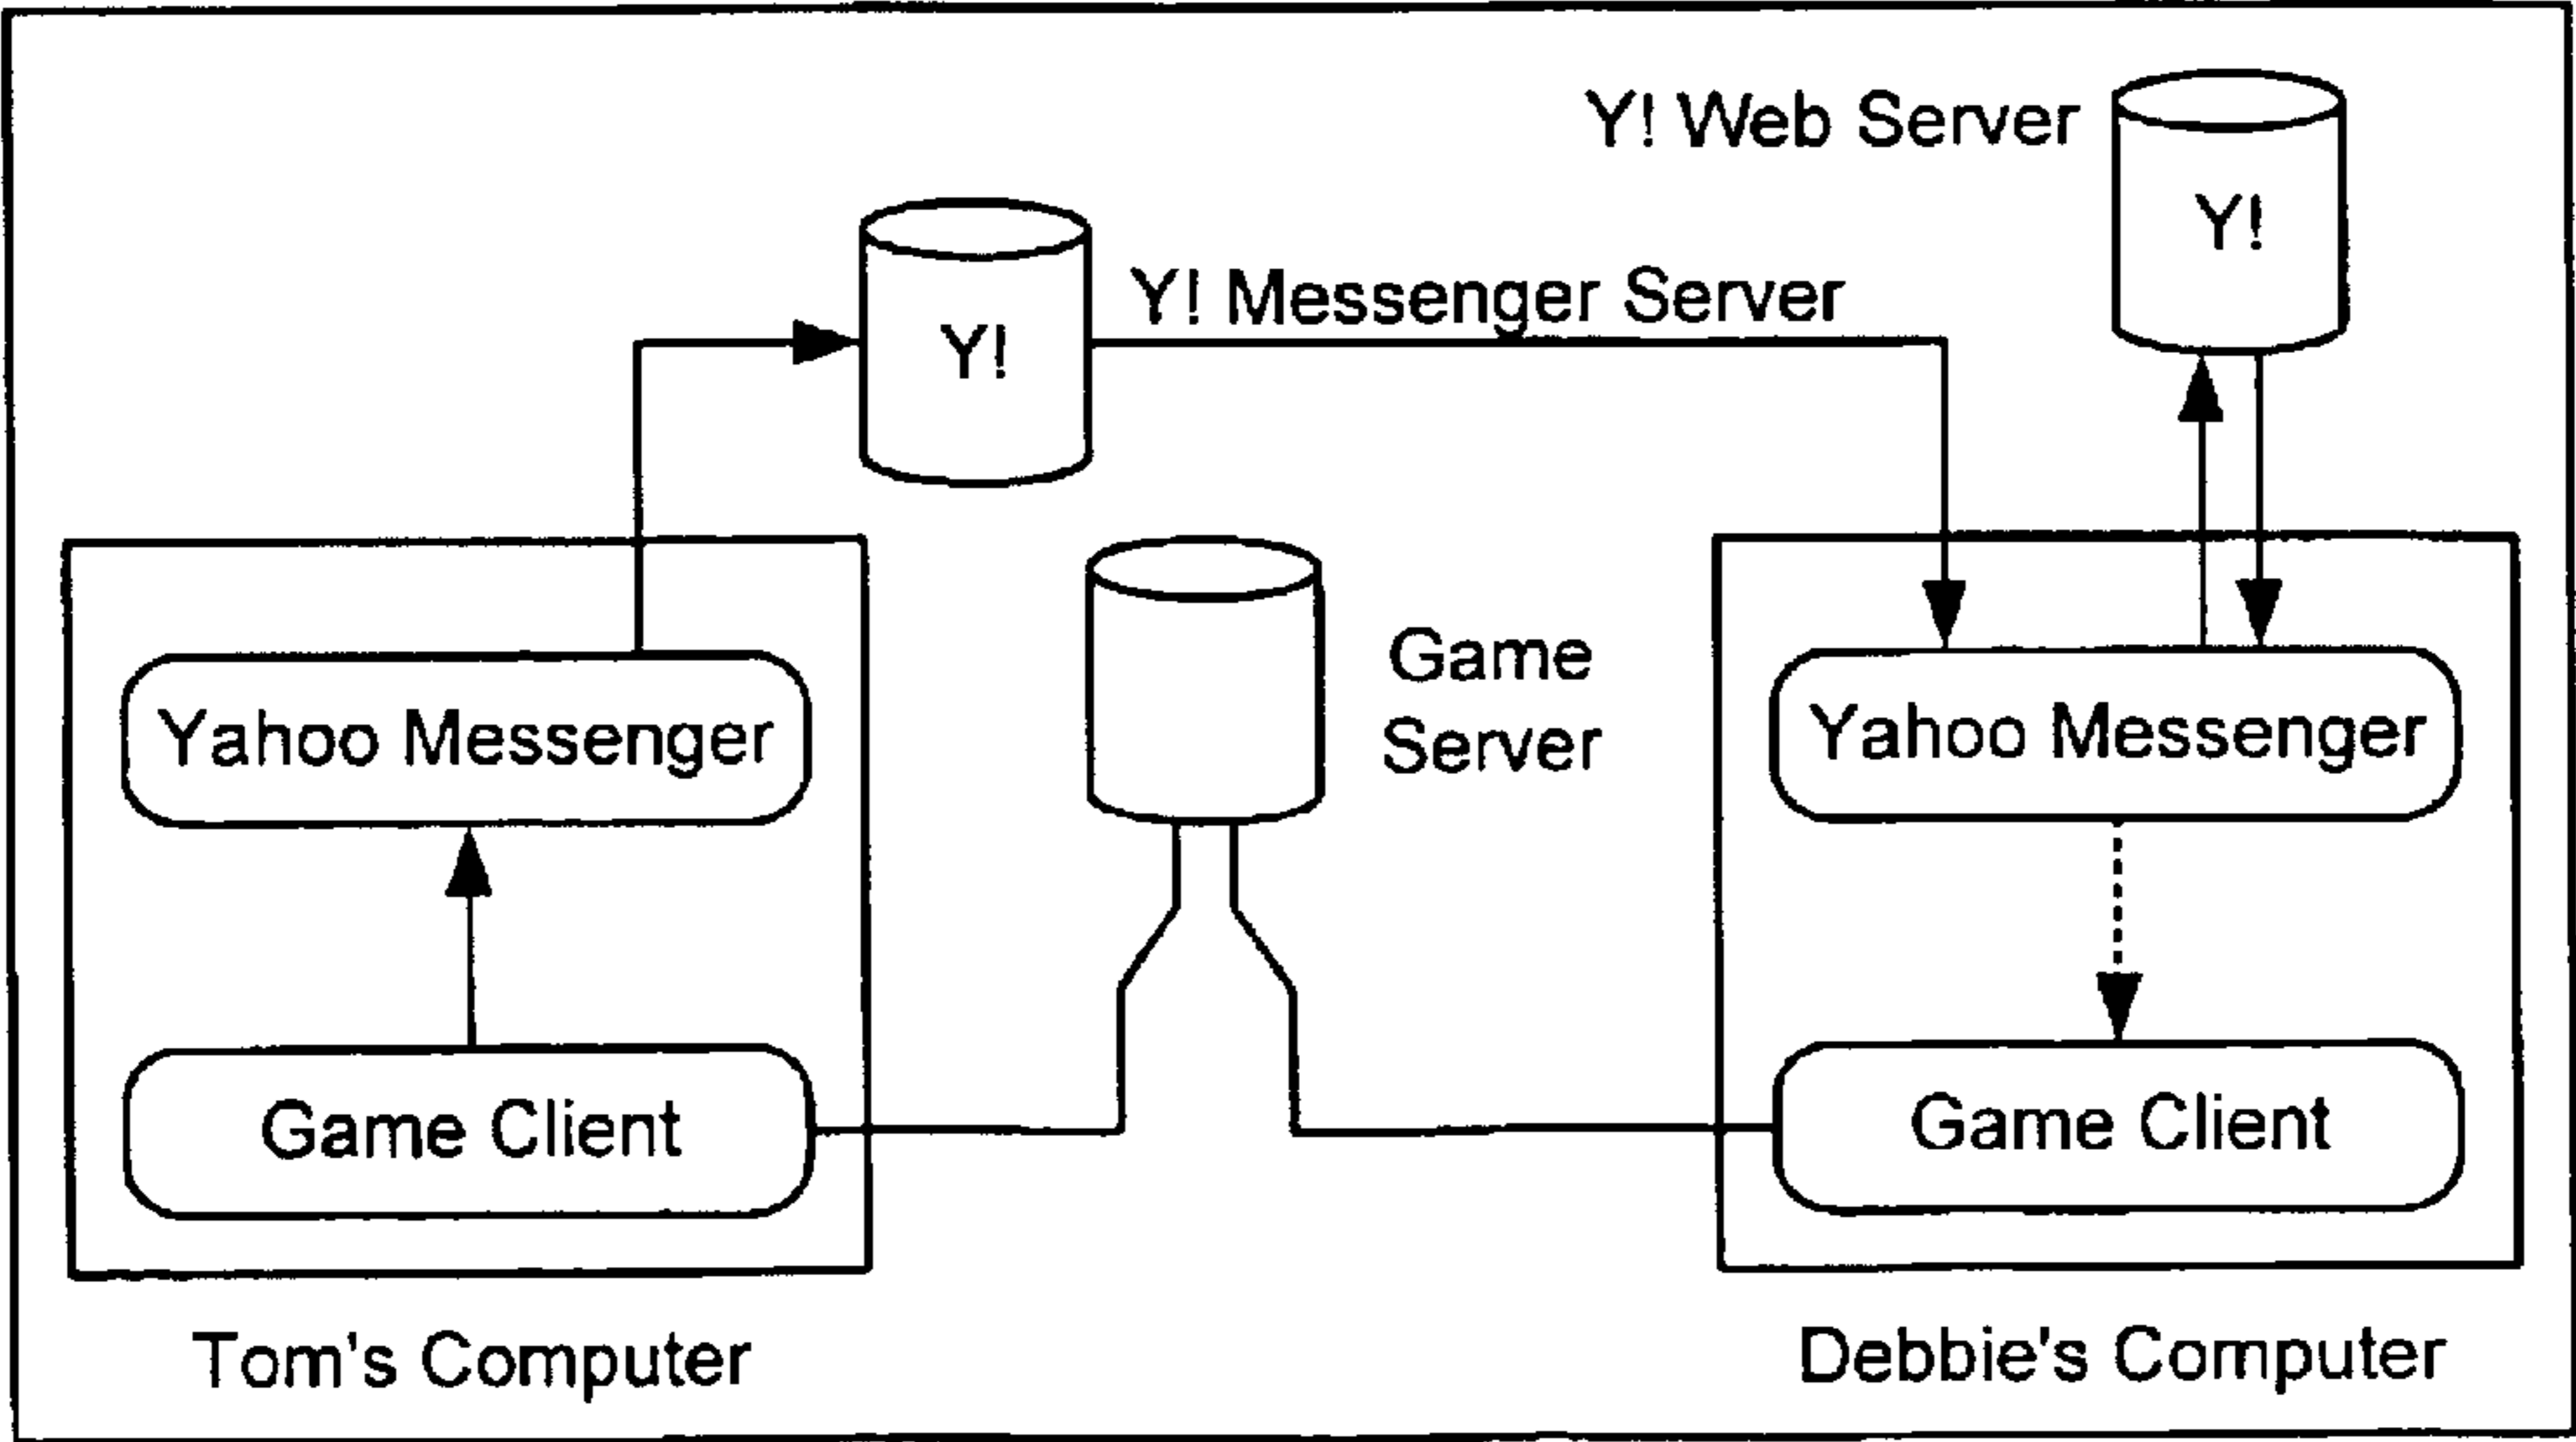 Y! Web Server
Y!
Y! Messenger Server
Y!
Game
Server
Yahoo Messenger
Yahoo Messenger
Game Client
Game Client
Tom's Computer
Debbie's Computer